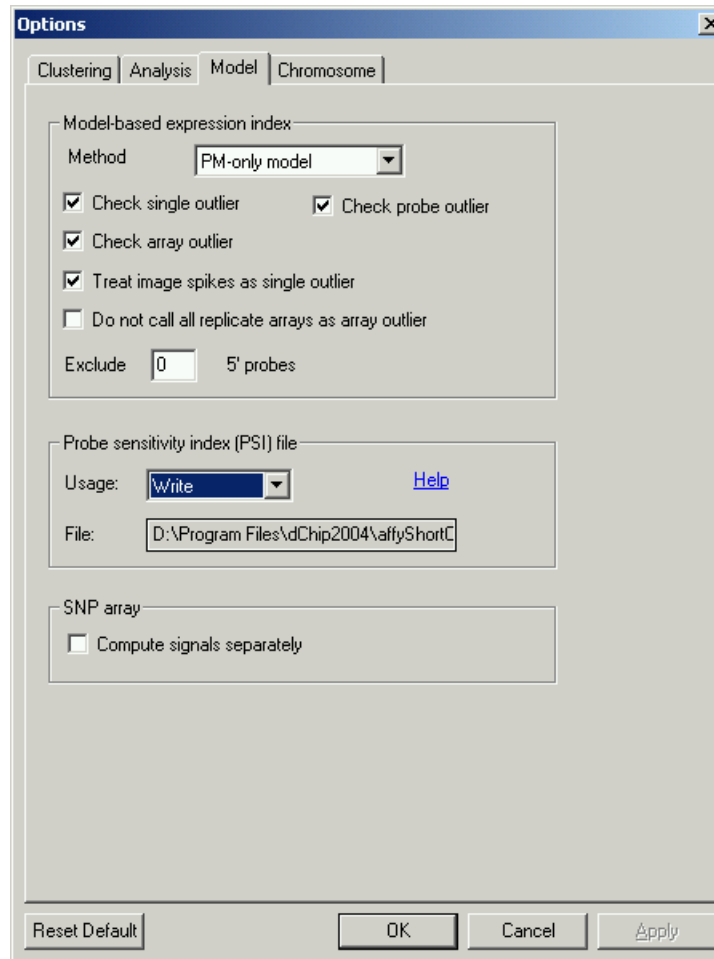 Options
Clustering Analysis Model Chromosome
Model-based expression index
Method PM-only model
Check single outlier Check probe outlier
Check array outlier
Treat image spikes as single outlier
Do not call all replicate arrays as array outlier
Exclude 0 5' probes
Probe sensitivity index (PSI) file
Usage: Write Help
File: D:\Program Files\dChip2004\affyShortC
SNP array
Compute signals separately
Reset Default OK Cancel Apply